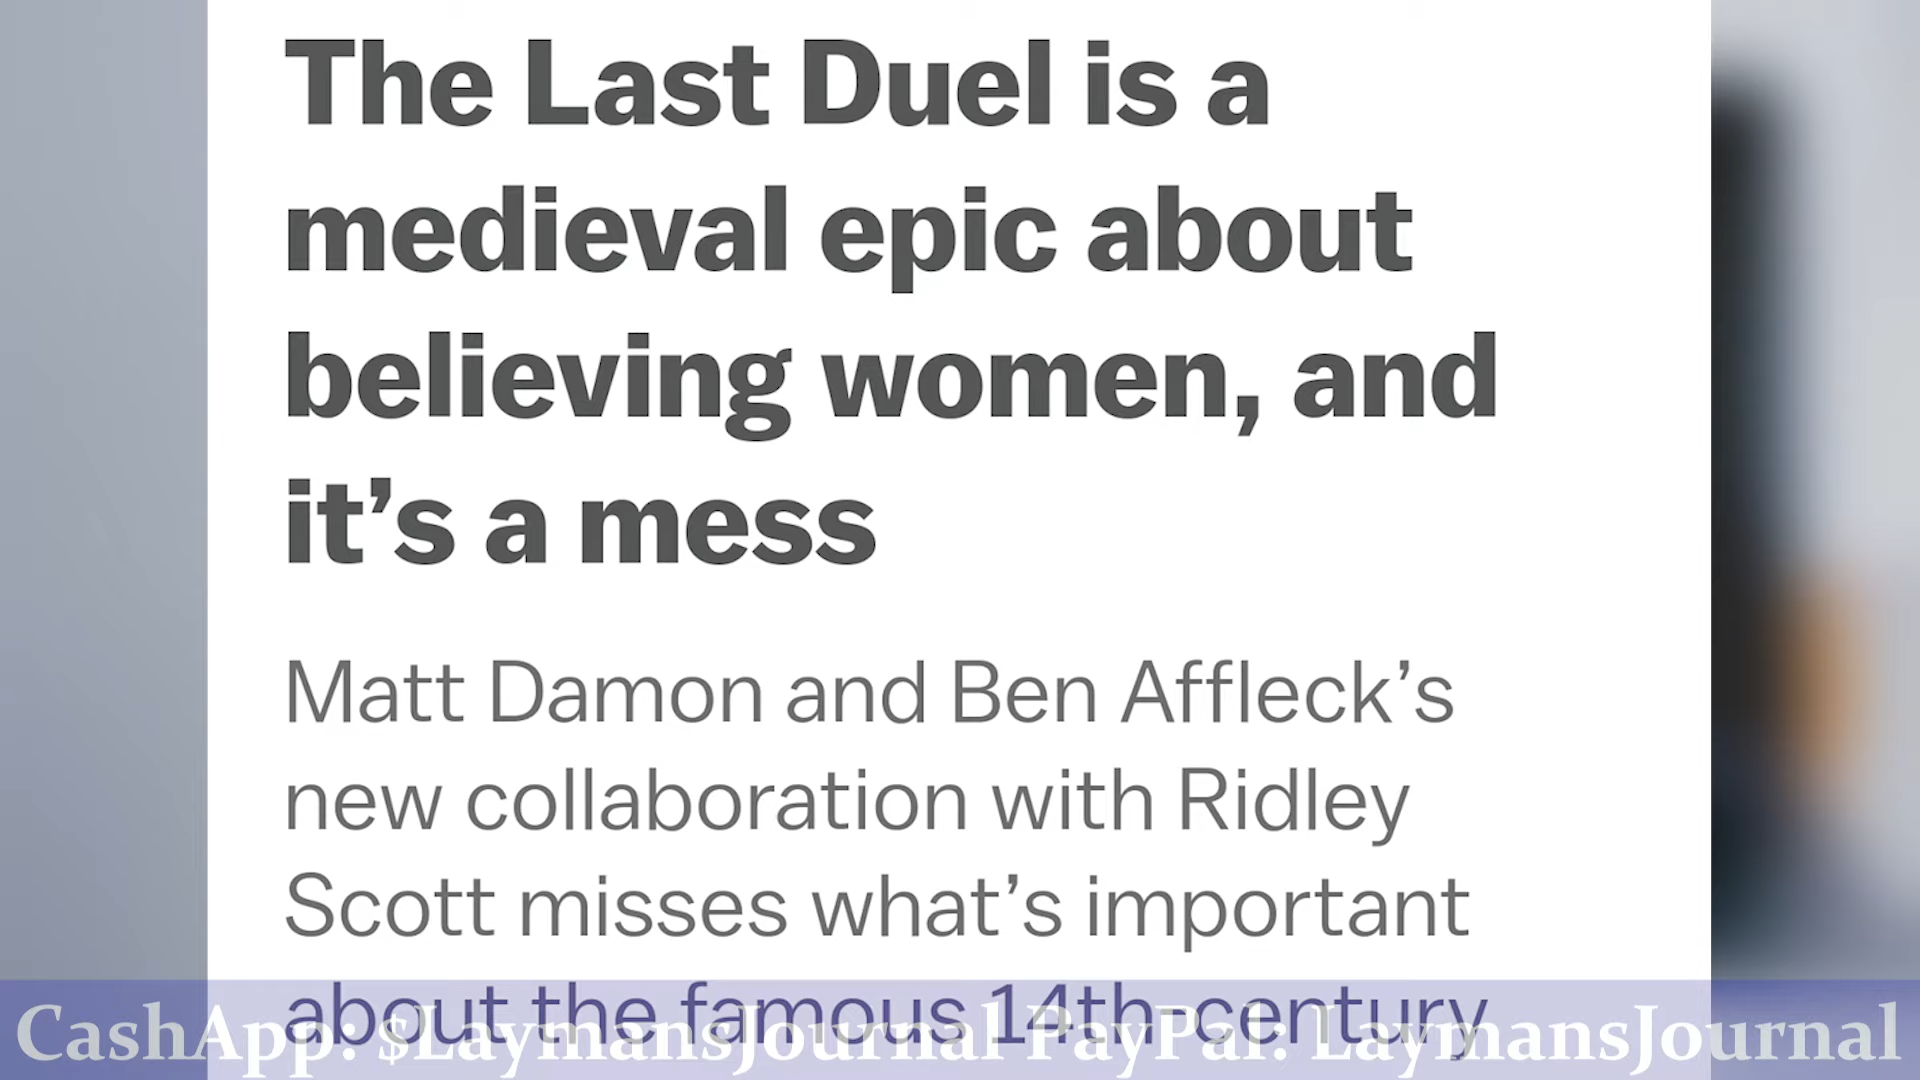 The Last Duel is a
medieval epic about
believing women, and
it’s a mess
Matt Damon and Ben Affleck’s
new collaboration with Ridley
Scott misses what’s important
about the famous 14th-century
CashApp: $LaymansJournal PayPal: LaymansJournal